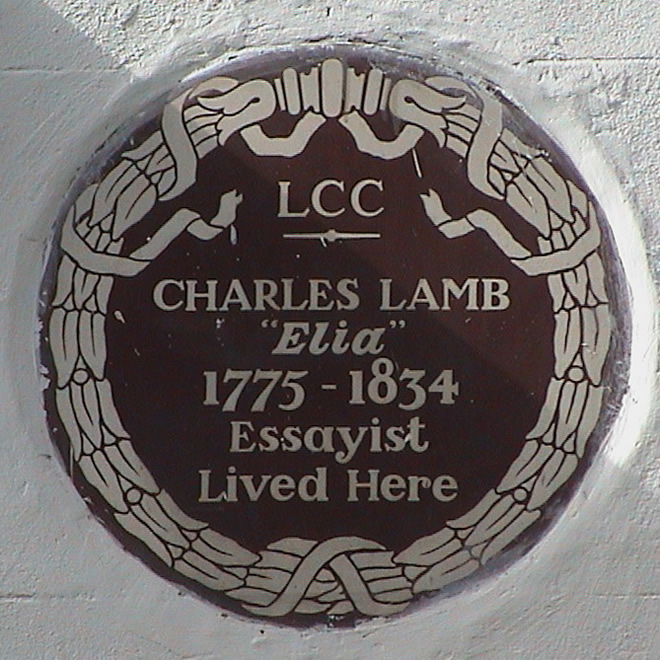 LCC
CHARLES LAMB
"Elia"
1775 - 1834
Essayist
Lived Here